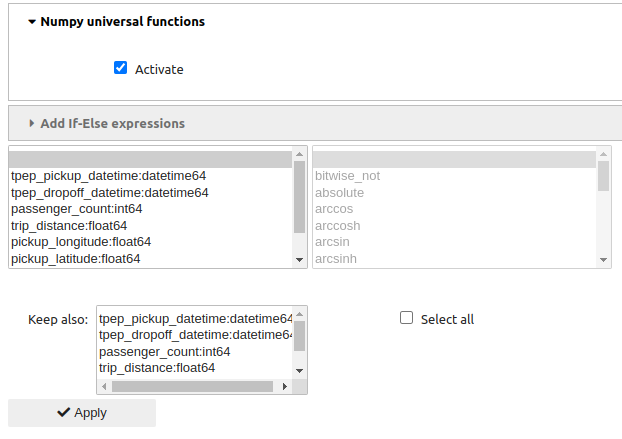 Numpy universal functions
Activate
Add If-Else expressions
tpep_pickup_datetime:datetime64
tpep_dropoff_datetime:datetime64
passenger_count:int64
trip_distance:float64
pickup_longitude:float64
pickup_latitude:float64
bitwise_not
absolute
arccos
arccosh
arcsin
arcsinh
Keep also:
tpep_pickup_datetime:datetime64
tpep_dropoff_datetime:datetime64
passenger_count:int64
trip_distance:float64
Select all
Apply